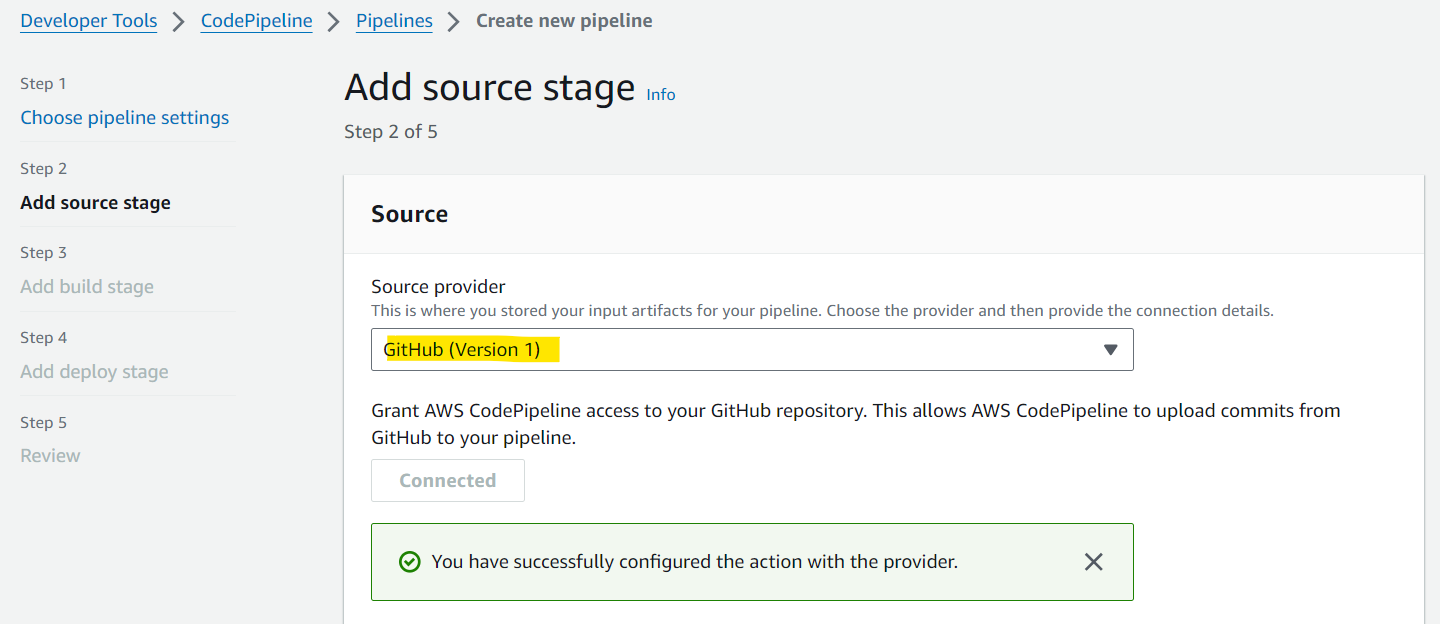 Developer Tools > CodePipeline > Pipelines > Create new pipeline
Step 1
Choose pipeline settings
Step 2
Add source stage
Step 3
Add build stage
Step 4
Add deploy stage
Step 5
Review
Add source stage Info
Step 2 of 5
Source
Source provider
This is where you stored your input artifacts for your pipeline. Choose the provider and then provide the connection details.
GitHub (Version 1)
Grant AWS CodePipeline access to your GitHub repository. This allows AWS CodePipeline to upload commits from
GitHub to your pipeline.
Connected
You have successfully configured the action with the provider.